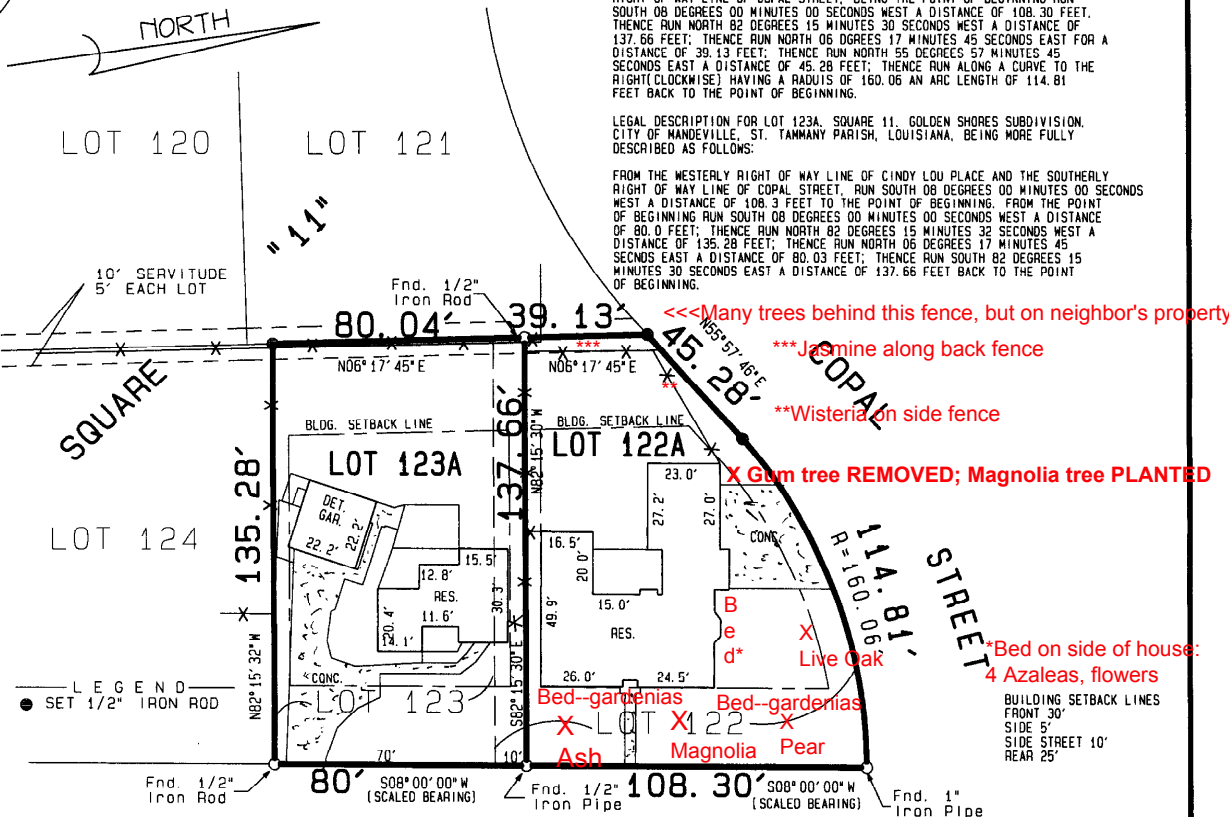 RIGHT OF WAY LINE OF COPAL STREET, BEING THE POINT OF BEGINNING RUN
SOUTH 08 DEGREES 00 MINUTES 00 SECONDS WEST A DISTANCE OF 108.30 FEET.
THENCE RUN NORTH 82 DEGREES 15 MINUTES 30 SECONDS WEST A DISTANCE OF
137.66 FEET; THENCE RUN NORTH 06 DGREES 17 MINUTES 45 SECONDS EAST FOR A
DISTANCE OF 39.13 FEET; THENCE RUN NORTH 55 DEGREES 57 MINUTES 45
SECONDS EAST A DISTANCE OF 45.28 FEET; THENCE RUN ALONG A CURVE TO THE
RIGHT(CLOCKWISE) HAVING A RADUIS OF 160.06 AN ARC LENGTH OF 114.81
FEET BACK TO THE POINT OF BEGINNING.
LEGAL DESCRIPTION FOR LOT 123A, SQUARE 11, GOLDEN SHORES SUBDIVISION,
CITY OF MANDEVILLE, ST. TAMMANY PARISH, LOUISIANA, BEING MORE FULLY
DESCRIBED AS FOLLOWS:
FROM THE WESTERLY RIGHT OF WAY LINE OF CINDY LOU PLACE AND THE SOUTHERLY
RIGHT OF WAY LINE OF COPAL STREET, RUN SOUTH 08 DEGREES 00 MINUTES 00 SECONDS
WEST A DISTANCE OF 108.3 FEET TO THE POINT OF BEGINNING. FROM THE POINT
OF BEGINNING RUN SOUTH 08 DEGREES 00 MINUTES 00 SECONDS WEST A DISTANCE
OF 80.0 FEET; THENCE RUN NORTH 82 DEGREES 15 MINUTES 32 SECONDS WEST A
DISTANCE OF 135.28 FEET; THENCE RUN NORTH 06 DEGREES 17 MINUTES 45
SECNDS EAST A DISTANCE OF 80.03 FEET; THENCE RUN SOUTH 82 DEGREES 15
MINUTES 30 SECONDS EAST A DISTANCE OF 137.66 FEET BACK TO THE POINT
OF BEGINNING.
NORTH
LOT 120
LOT 121
"11"
10' SERVITUDE
5' EACH LOT
Fnd. 1/2"
Iron Rod
80.04'
39.13'
<<<Many trees behind this fence, but on neighbor's property
***
***Jasmine along back fence
N06° 17' 45" E
N06° 17' 45" E
N55° 57' 46" E
45.28'
COPAL
**
**Wisteria on side fence
SQUARE
BLDG. SETBACK LINE
BLDG. SETBACK LINE
LOT 123A
LOT 122A
137.66'
N82° 15' 30" W
X Gum tree REMOVED; Magnolia tree PLANTED
135.28'
LOT 124
DET.
GAR.
22.2'
22.2'
23.0'
27.2'
27.0'
CONC.
16.5'
20.0'
15.5'
12.8'
RES.
30.3'
11.6'
20.4'
14.1'
CONC.
49.9'
15.0'
RES.
114.81'
R=160.06'
STREET
B
e
d*
X
Live Oak
*Bed on side of house:
4 Azaleas, flowers
26.0'
24.5'
N82° 15' 32" W
S82° 15' 30" E
LEGEND
SET 1/2" IRON ROD
LOT 123
Bed--gardenias
Bed--gardenias
LOT 122
X
Ash
X
Magnolia
X
Pear
BUILDING SETBACK LINES
FRONT 30'
SIDE 5'
SIDE STREET 10'
REAR 25'
70'
10'
Fnd. 1/2"
Iron Rod
80'
S08° 00' 00" W
(SCALED BEARING)
Fnd. 1/2"
Iron Pipe
108.30'
S08° 00' 00" W
(SCALED BEARING)
Fnd. 1"
Iron Pipe